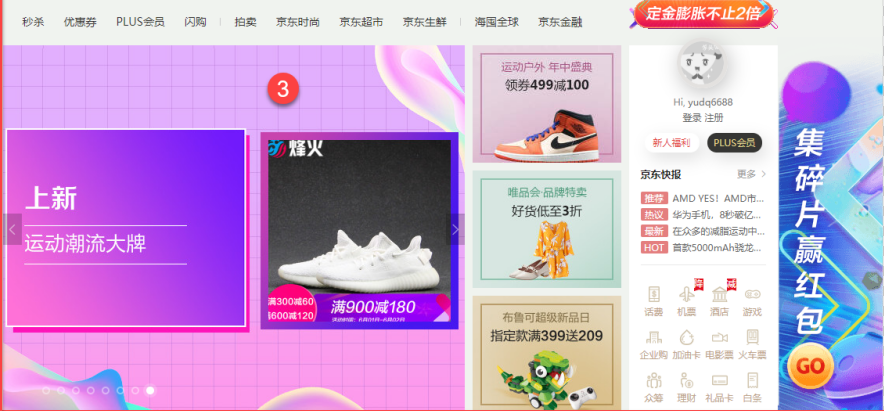 秒杀 优惠券 PLUS会员 闪购 拍卖 京东时尚 京东超市 京东生鲜 海囤全球 京东金融
定金膨胀不止2倍
3
上新
运动潮流大牌
烽火
满300减60
满600减120
满900减180
运动户外 年中盛典
领券499减100
唯品会·品牌特卖
好货低至3折
布鲁可超级新品日
指定款满399送209
Hi, yudq6688
登录 注册
新人福利 PLUS会员
京东快报 更多
推荐 AMD YES！AMD市...
热议 华为手机，8秒破亿...
最新 在众多的减脂运动中...
HOT 首款5000mAh骁龙...
降 减
话费 机票 酒店 游戏
企业购 加油卡 电影票 火车票
众筹 理财 礼品卡 白条
集碎片赢红包
GO